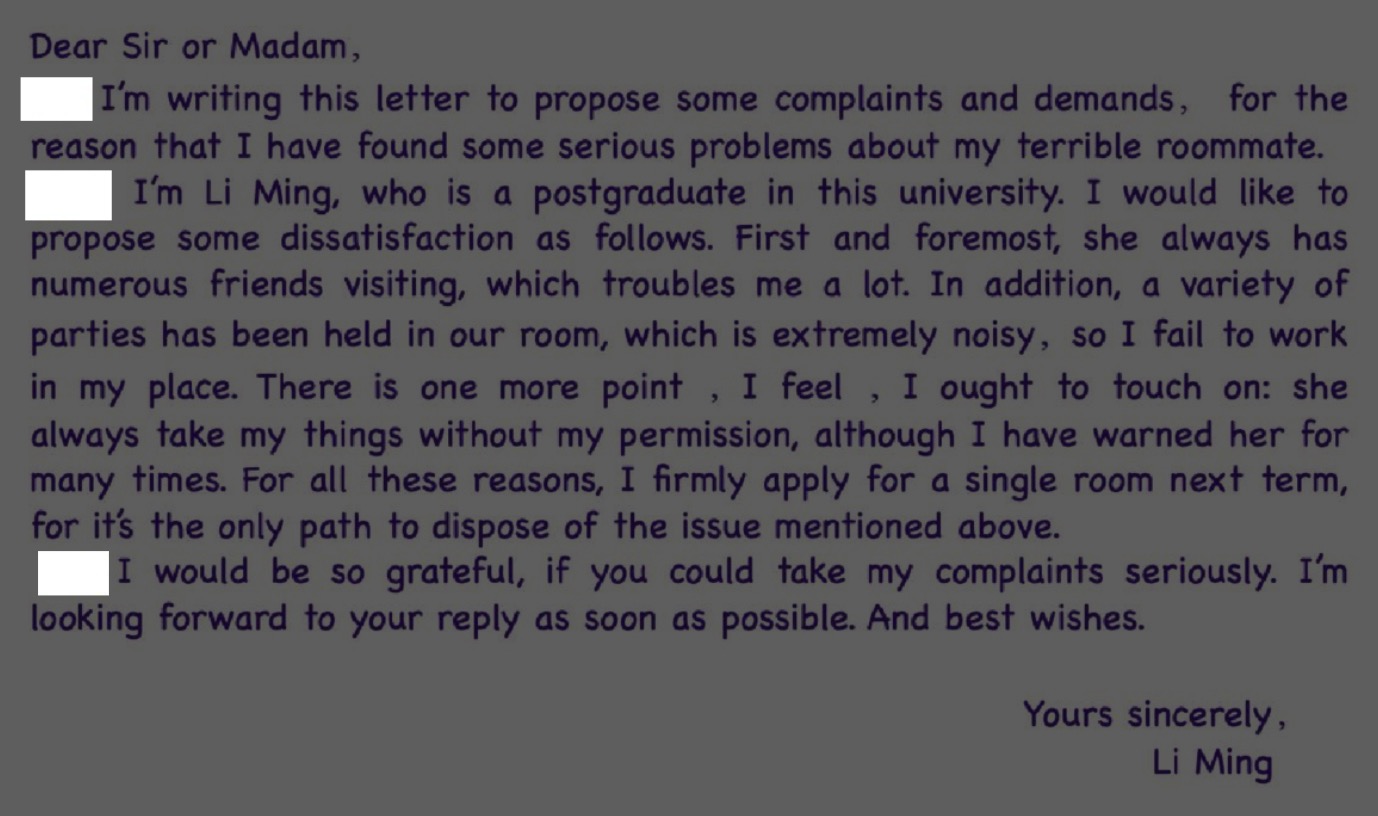 Dear Sir or Madam,
I'm writing this letter to propose some complaints and demands, for the
reason that I have found some serious problems about my terrible roommate.
I'm Li Ming, who is a postgraduate in this university. I would like to
propose some dissatisfaction as follows. First and foremost, she always has
numerous friends visiting, which troubles me a lot. In addition, a variety of
parties has been held in our room, which is extremely noisy, so I fail to work
in my place. There is one more point , I feel , I ought to touch on: she
always take my things without my permission, although I have warned her for
many times. For all these reasons, I firmly apply for a single room next term,
for it's the only path to dispose of the issue mentioned above.
I would be so grateful, if you could take my complaints seriously. I'm
looking forward to your reply as soon as possible. And best wishes.
Yours sincerely,
Li Ming